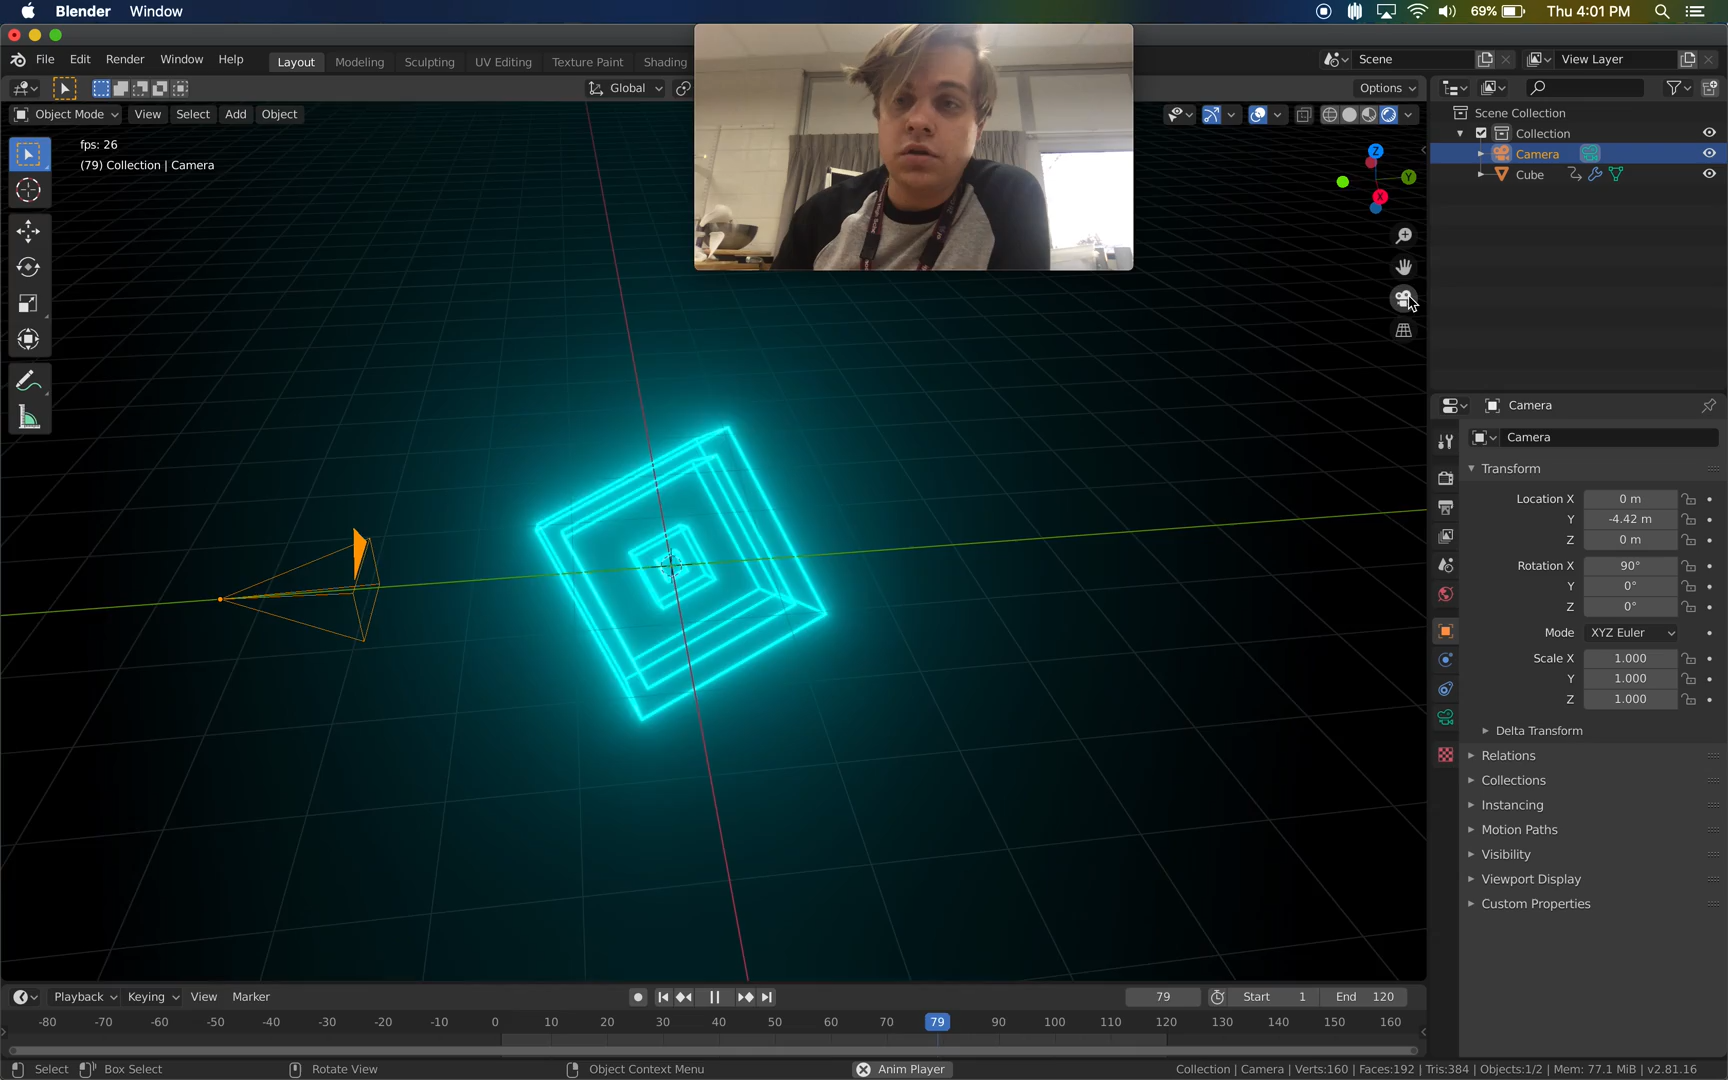 Blender Window 69% Thu 4:01 PM
File Edit Render Window Help Layout Modeling Sculpting UV Editing Texture Paint Shading Scene View Layer
Global Options
Object Mode View Select Add Object
Scene Collection
Collection
Camera
Cube
fps: 26
(79) Collection | Camera
Z
Y
X
Camera
Camera
Transform
Location X 0 m
Y -4.42 m
Z 0 m
Rotation X 90°
Y 0°
Z 0°
Mode XYZ Euler
Scale X 1.000
Y 1.000
Z 1.000
Delta Transform
Relations
Collections
Instancing
Motion Paths
Visibility
Viewport Display
Custom Properties
Playback Keying View Marker 79 Start 1 End 120
-80 -70 -60 -50 -40 -30 -20 -10 0 10 20 30 40 50 60 70 79 90 100 110 120 130 140 150 160
Select Box Select Rotate View Object Context Menu Anim Player Collection | Camera | Verts:160 | Faces:192 | Tris:384 | Objects:1/2 | Mem: 77.1 MiB | v2.81.16